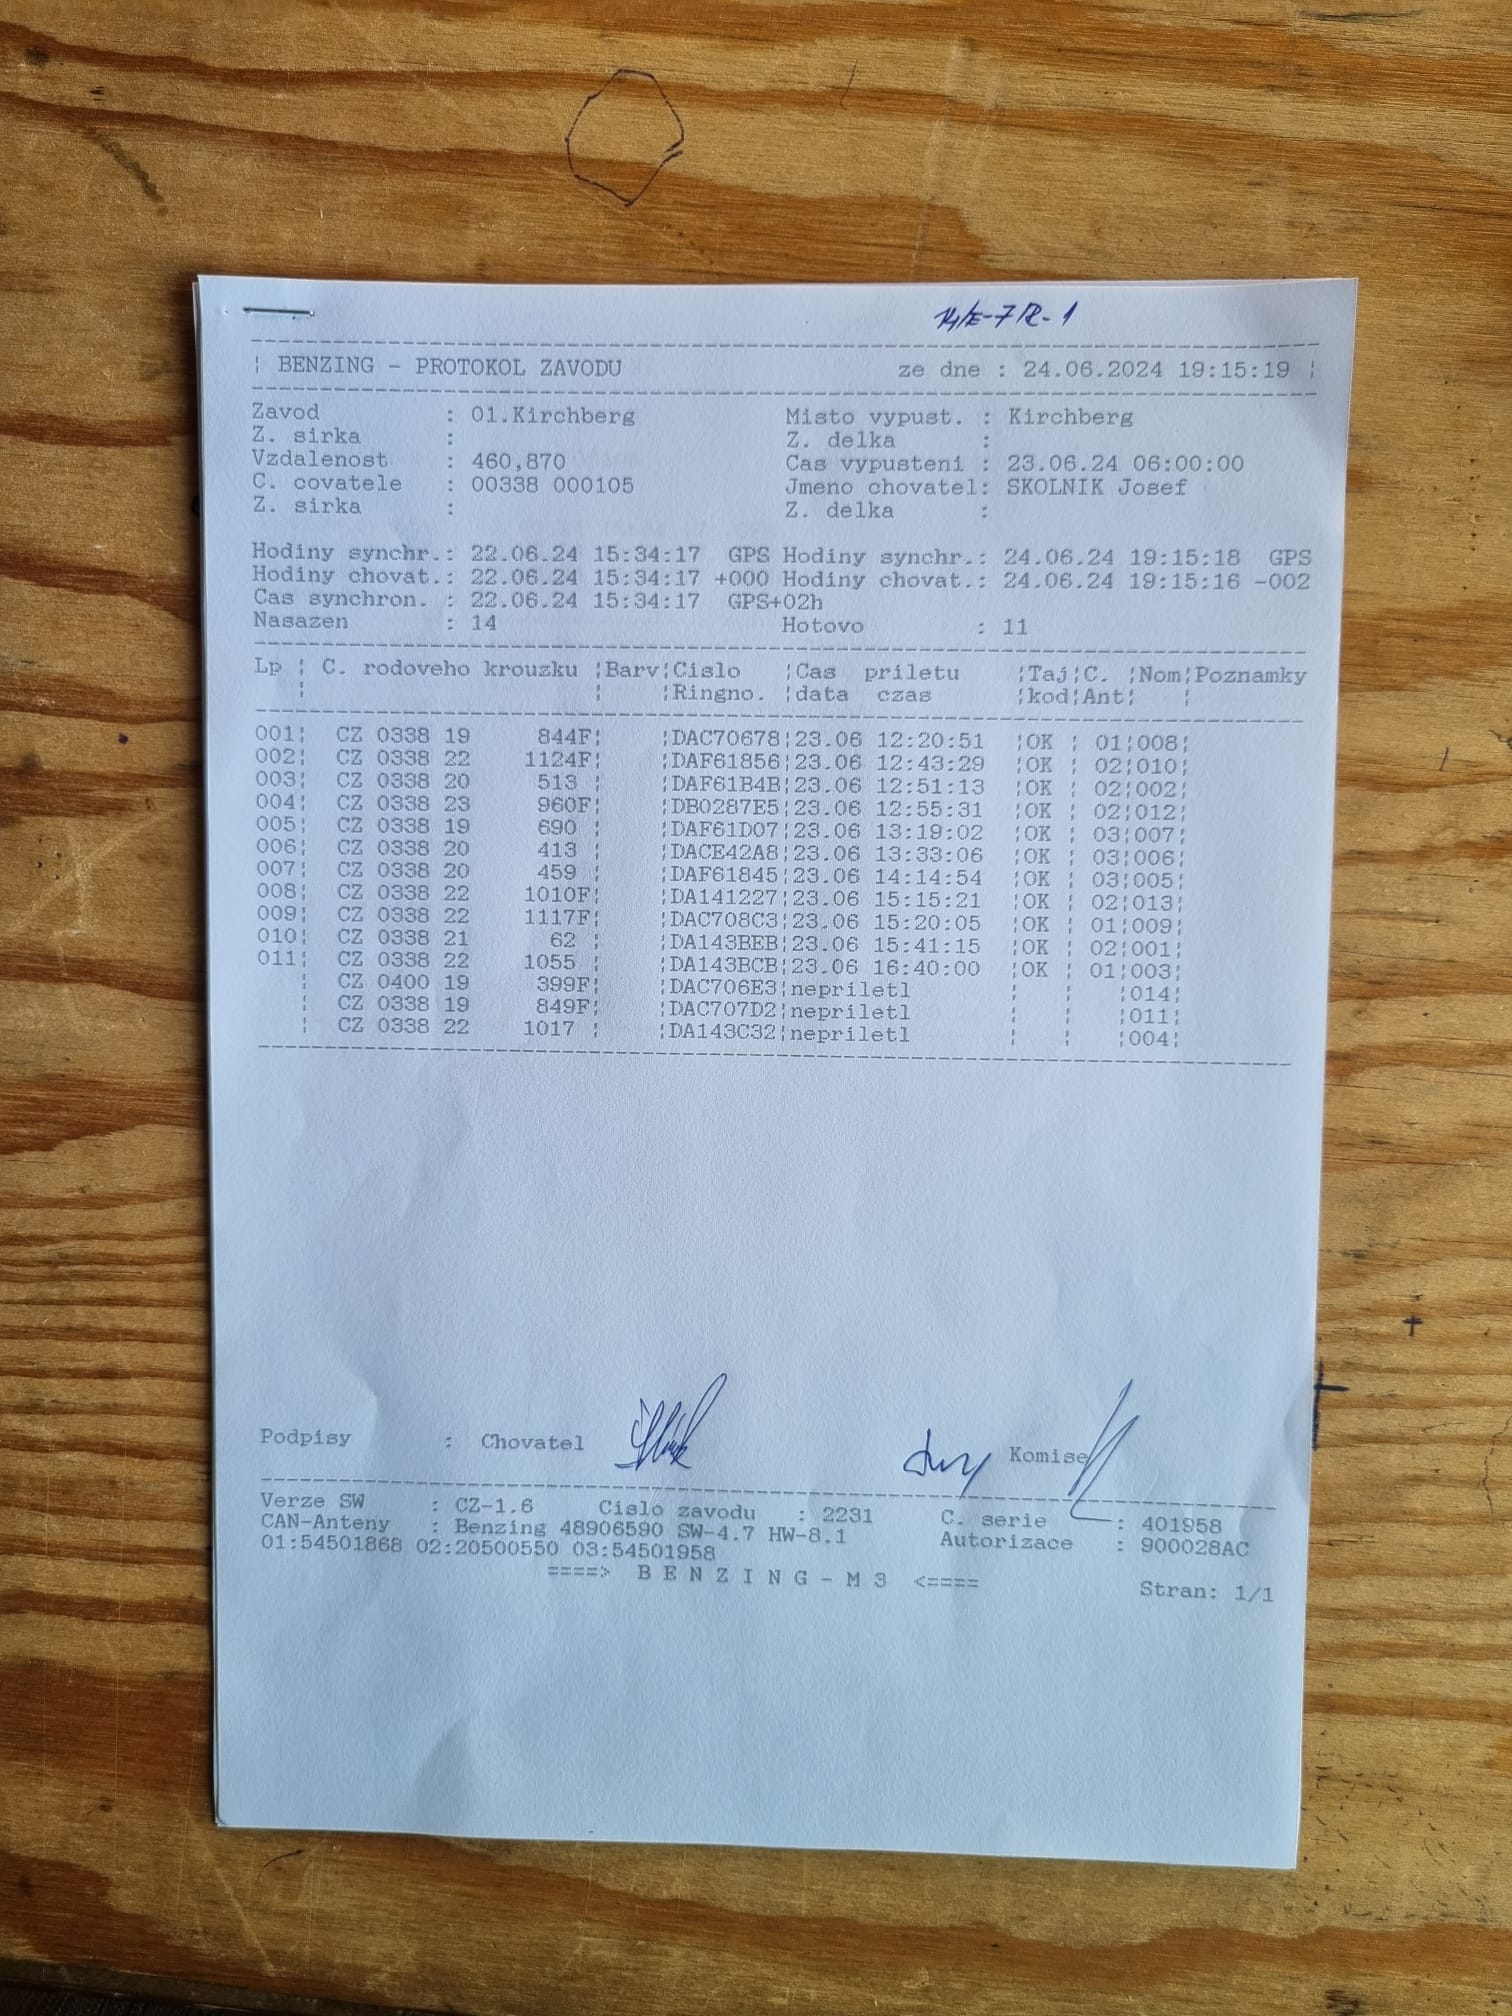 14/E-7 R-1
BENZING - PROTOKOL ZAVODU ze dne : 24.06.2024 19:15:19
Zavod : 01.Kirchberg Misto vypust. : Kirchberg
Z. sirka : Z. delka :
Vzdalenost : 460,870 Cas vypusteni : 23.06.24 06:00:00
C. covatele : 00338 000105 Jmeno chovatel: SKOLNIK Josef
Z. sirka : Z. delka :
Hodiny synchr.: 22.06.24 15:34:17 GPS Hodiny synchr.: 24.06.24 19:15:18 GPS
Hodiny chovat.: 22.06.24 15:34:17 +000 Hodiny chovat.: 24.06.24 19:15:16 -002
Cas synchron. : 22.06.24 15:34:17 GPS+02h
Nasazen : 14 Hotovo : 11
Lp ¦ C. rodoveho krouzku ¦Barv¦Cislo ¦Cas priletu ¦Taj¦C. ¦Nom¦Poznamky
¦ ¦ ¦Ringno. ¦data czas ¦kod¦Ant¦ ¦
001¦ CZ 0338 19 844F¦ ¦DAC70678¦23.06 12:20:51 ¦OK ¦ 01¦008¦
002¦ CZ 0338 22 1124F¦ ¦DAF61856¦23.06 12:43:29 ¦OK ¦ 02¦010¦
003¦ CZ 0338 20 513 ¦ ¦DAF61B4B¦23.06 12:51:13 ¦OK ¦ 02¦002¦
004¦ CZ 0338 23 960F¦ ¦DB0287E5¦23.06 12:55:31 ¦OK ¦ 02¦012¦
005¦ CZ 0338 19 690 ¦ ¦DAF61D07¦23.06 13:19:02 ¦OK ¦ 03¦007¦
006¦ CZ 0338 20 413 ¦ ¦DACE42A8¦23.06 13:33:06 ¦OK ¦ 03¦006¦
007¦ CZ 0338 20 459 ¦ ¦DAF61845¦23.06 14:14:54 ¦OK ¦ 03¦005¦
008¦ CZ 0338 22 1010F¦ ¦DA141227¦23.06 15:15:21 ¦OK ¦ 02¦013¦
009¦ CZ 0338 22 1117F¦ ¦DAC708C3¦23.06 15:20:05 ¦OK ¦ 01¦009¦
010¦ CZ 0338 21 62 ¦ ¦DA143BEB¦23.06 15:41:15 ¦OK ¦ 02¦001¦
011¦ CZ 0338 22 1055 ¦ ¦DA143BCB¦23.06 16:40:00 ¦OK ¦ 01¦003¦
¦ CZ 0400 19 399F¦ ¦DAC706E3¦nepriletl ¦ ¦ ¦014¦
¦ CZ 0338 19 849F¦ ¦DAC707D2¦nepriletl ¦ ¦ ¦011¦
¦ CZ 0338 22 1017 ¦ ¦DA143C32¦nepriletl ¦ ¦ ¦004¦
Podpisy : Chovatel Komise
Verze SW : CZ-1.6 Cislo zavodu : 2231 C. serie : 401958
CAN-Anteny : Benzing 48906590 SW-4.7 HW-8.1 Autorizace : 900028AC
01:54501868 02:20500550 03:54501958
====> B E N Z I N G - M 3 <====
Stran: 1/1